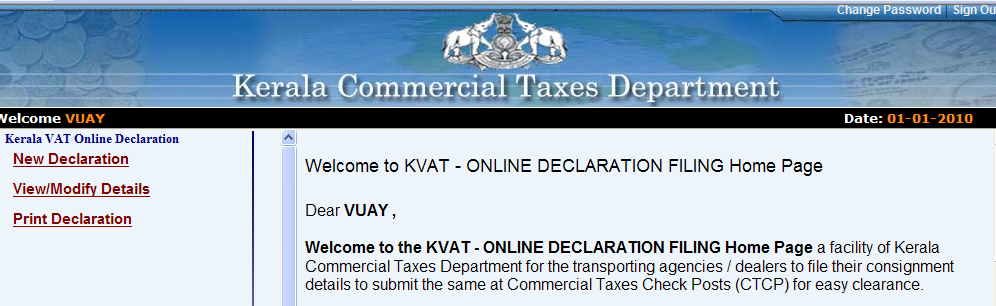 Change Password | Sign Ou
Kerala Commercial Taxes Department
Welcome VUAY
Date: 01-01-2010
Kerala VAT Online Declaration
New Declaration
View/Modify Details
Print Declaration
Welcome to KVAT - ONLINE DECLARATION FILING Home Page
Dear VUAY ,
Welcome to the KVAT - ONLINE DECLARATION FILING Home Page a facility of Kerala
Commercial Taxes Department for the transporting agencies / dealers to file their consignment
details to submit the same at Commercial Taxes Check Posts (CTCP) for easy clearance.